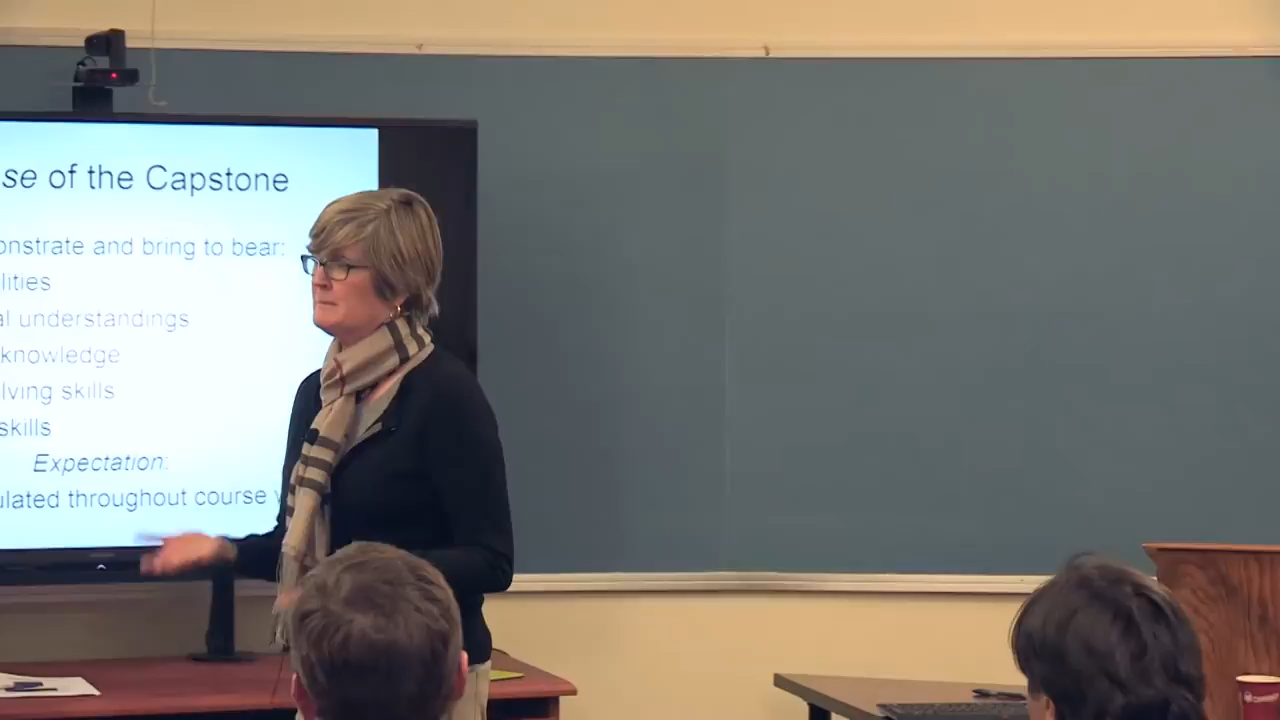 se of the Capstone
onstrate and bring to bear:
lities
al understandings
knowledge
lving skills
skills
Expectation:
ulated throughout course